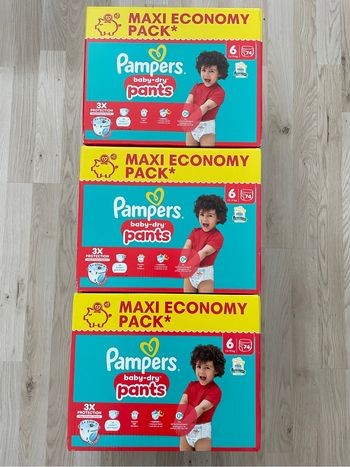 MAXI ECONOMY
PACK*
Pampers
baby-dry
pants
6
74
3X
PROTECTION
MAXI ECONOMY
PACK*
Pampers
baby-dry
pants
6
74
3X
PROTECTION
MAXI ECONOMY
PACK*
Pampers
baby-dry
pants
6
74
3X
PROTECTION